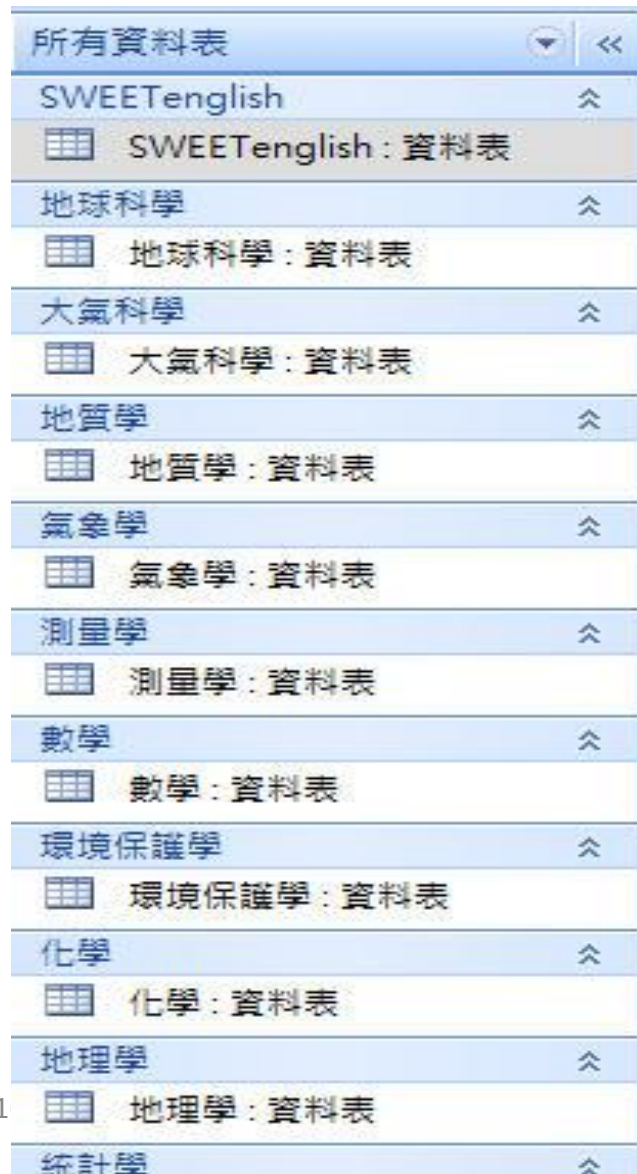 所有資料表
SWEETenglish
SWEETenglish : 資料表
地球科學
地球科學 : 資料表
大氣科學
大氣科學 : 資料表
地質學
地質學 : 資料表
氣象學
氣象學 : 資料表
測量學
測量學 : 資料表
數學
數學 : 資料表
環境保護學
環境保護學 : 資料表
化學
化學 : 資料表
地理學
1 地理學 : 資料表
統計學